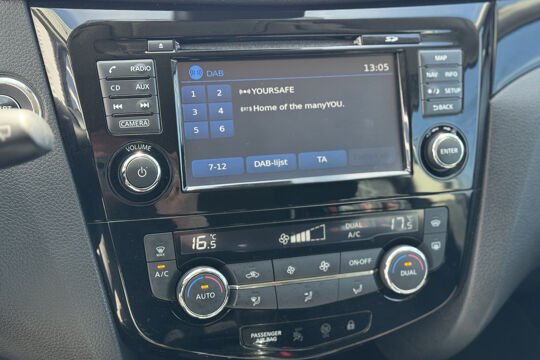 SD
MAP
RADIO
CD AUX
CAMERA
VOLUME
DAB 13:05
1 2 YOURSAFE
3 4 Home of the manyYOU.
5 6
7-12 DAB-lijst TA
NAV INFO
SETUP
BACK
ENTER
16.5 °C DUAL 17.5 °C
A/C
MAX
A/C
ON·OFF
AUTO
DUAL
PASSENGER
AIR BAG